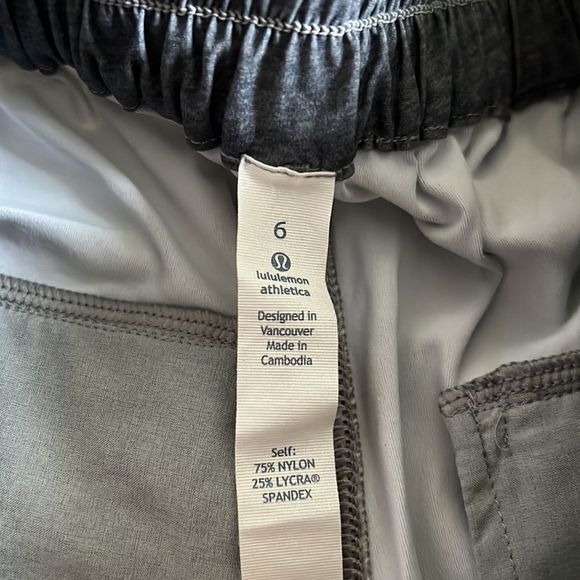 6
lululemon
athletica
Designed in
Vancouver
Made in
Cambodia
Self:
75% NYLON
25% LYCRA®
SPANDEX